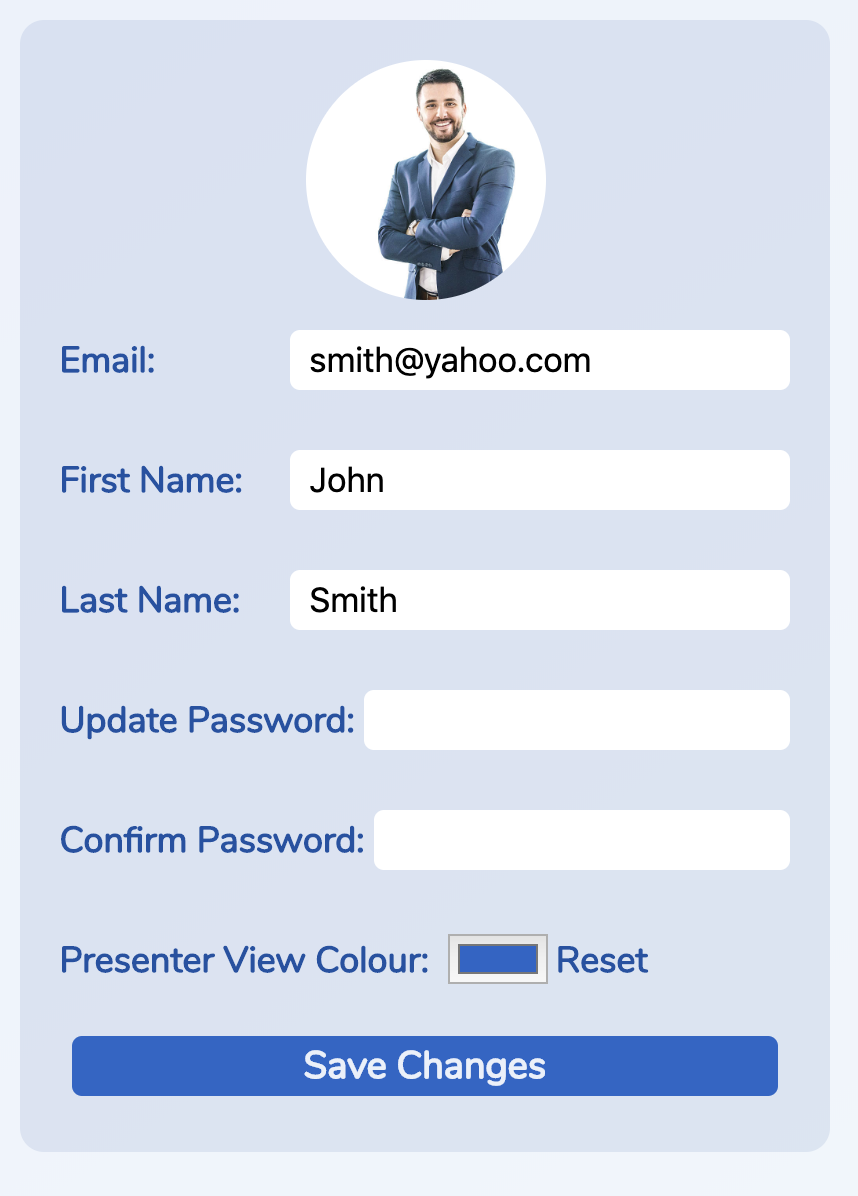 Email: smith@yahoo.com
First Name: John
Last Name: Smith
Update Password:
Confirm Password:
Presenter View Colour: Reset
Save Changes